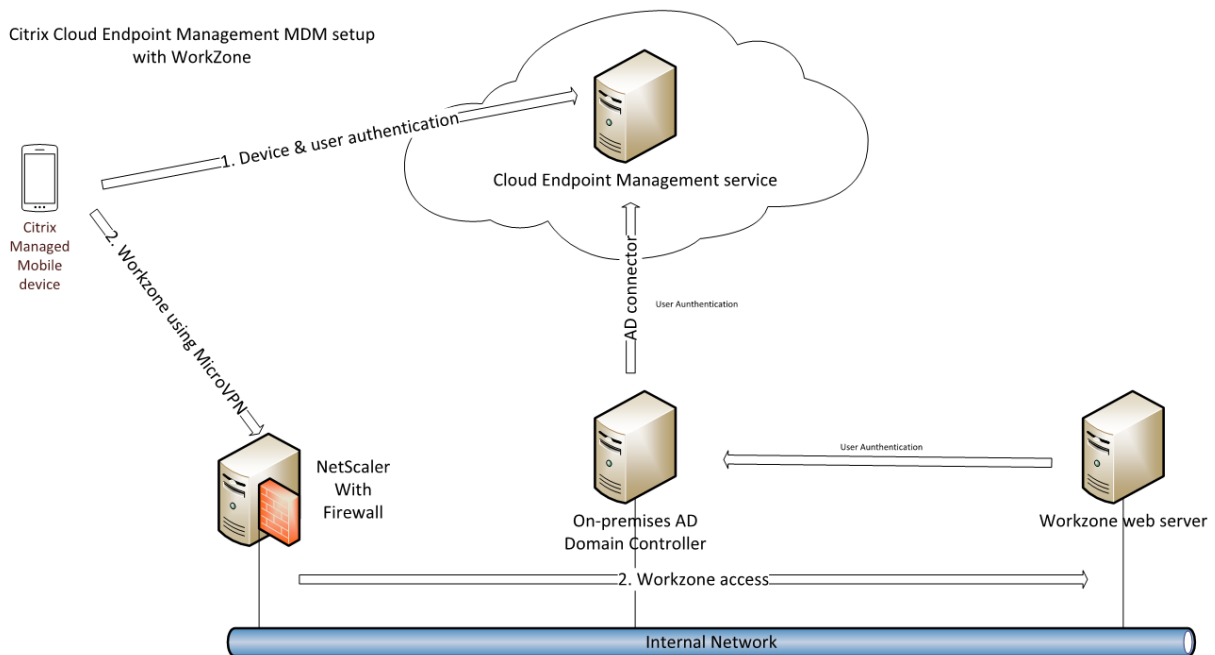 Citrix Cloud Endpoint Management MDM setup
with WorkZone
1. Device & user authentication
Cloud Endpoint Management service
Citrix
Managed
Mobile
device
2. Workzone using MicroVPN
AD connector
User Aunthentication
NetScaler
With
Firewall
On-premises AD
Domain Controller
User Aunthentication
Workzone web server
2. Workzone access
Internal Network